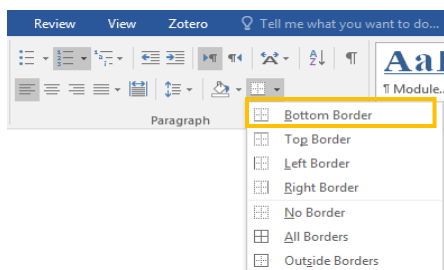 Review View Zotero Tell me what you want to do...
AaI
¶ Module...
Paragraph
Bottom Border
Top Border
Left Border
Right Border
No Border
All Borders
Outside Borders